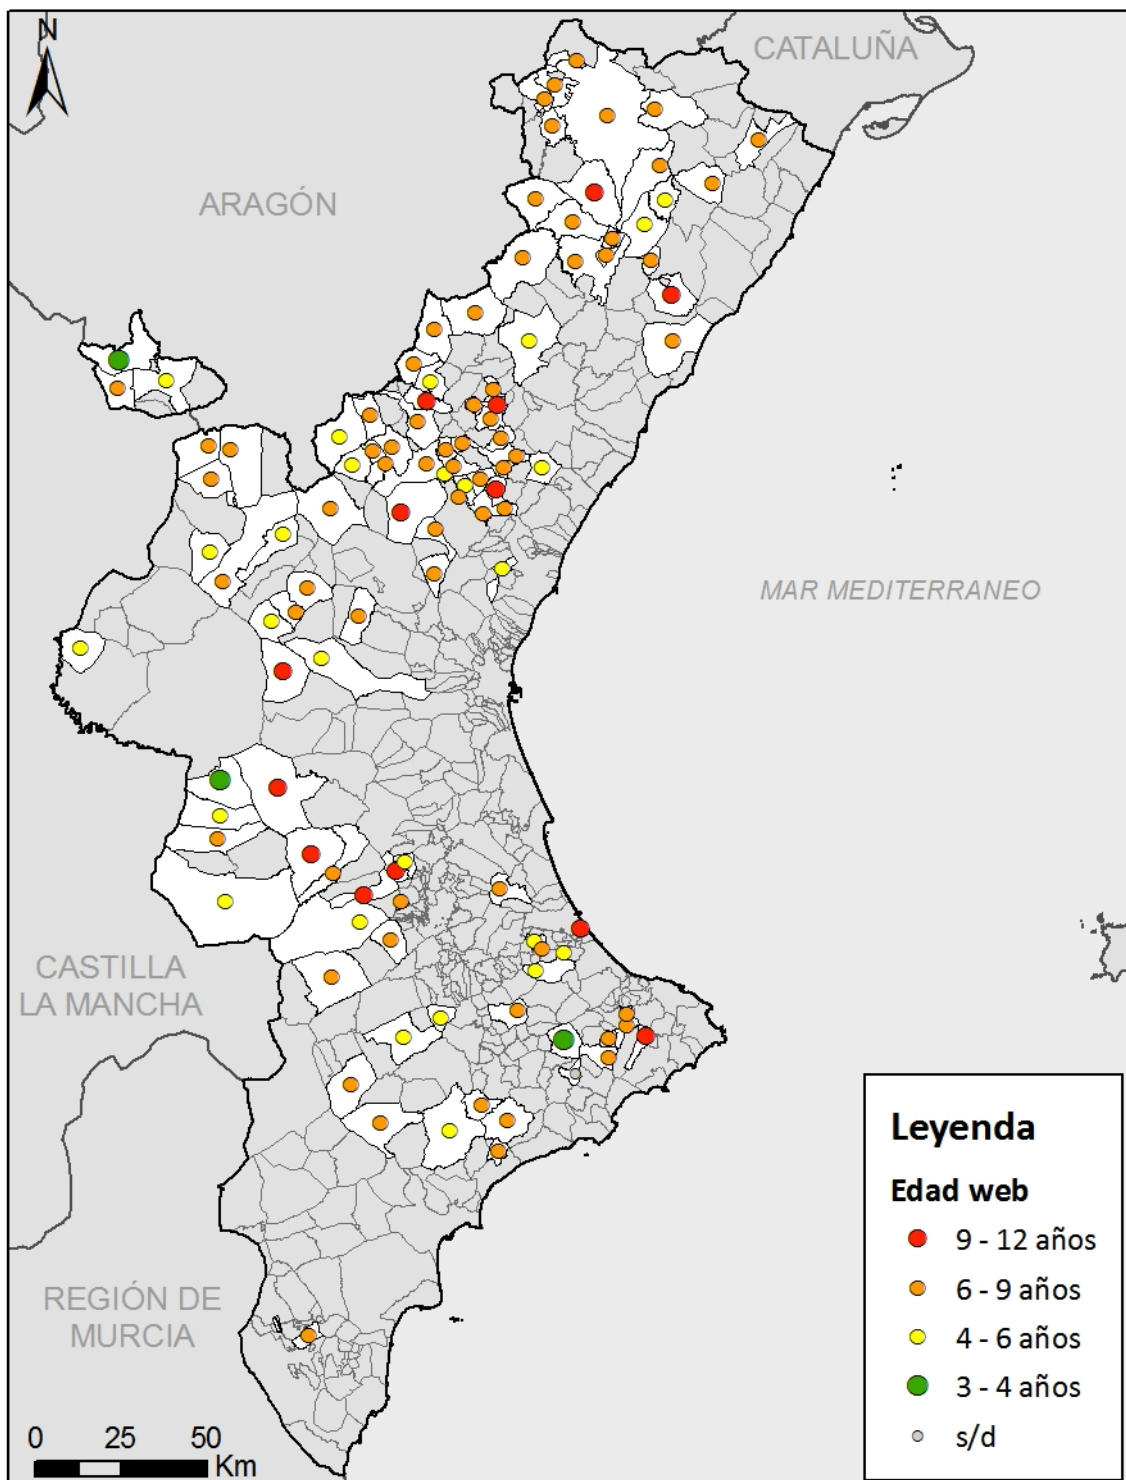 N
CATALUÑA
ARAGÓN
MAR MEDITERRANEO
CASTILLA
LA MANCHA
REGIÓN DE
MURCIA
Leyenda
Edad web
9 - 12 años
6 - 9 años
4 - 6 años
3 - 4 años
s/d
0 25 50
Km